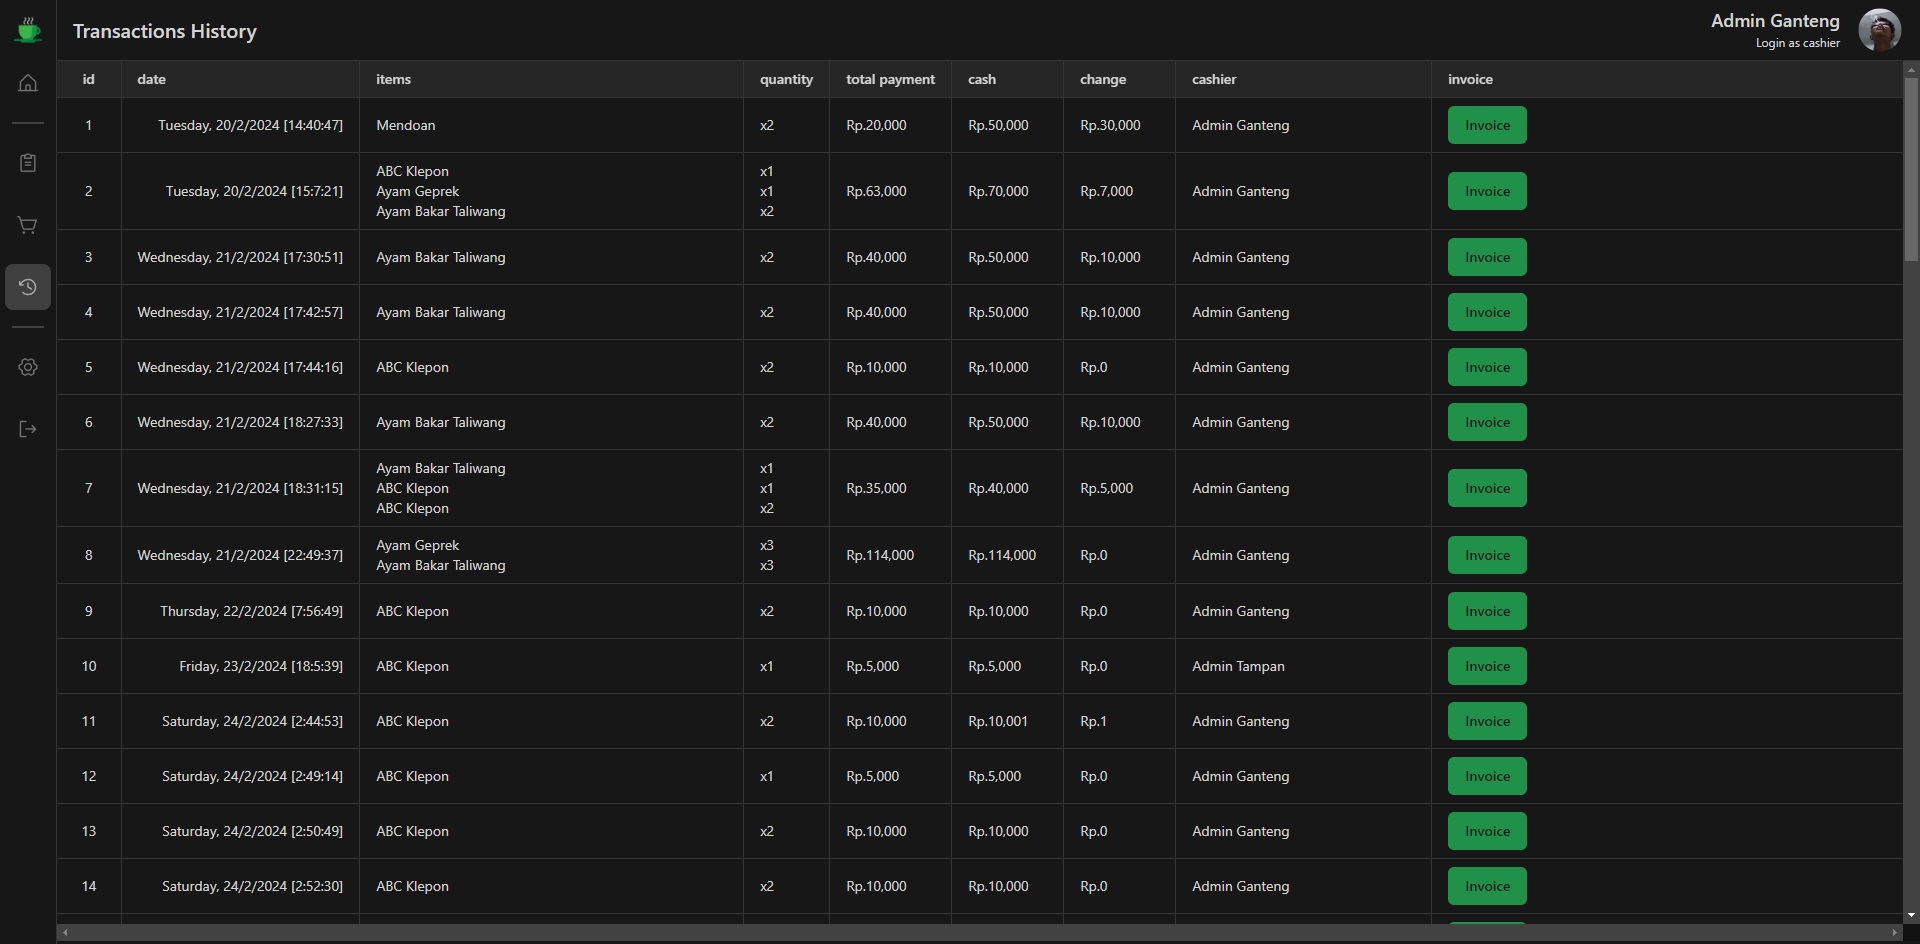 Transactions History
Admin Ganteng
Login as cashier
id date items quantity total payment cash change cashier invoice
1 Tuesday, 20/2/2024 [14:40:47] Mendoan x2 Rp.20,000 Rp.50,000 Rp.30,000 Admin Ganteng Invoice
ABC Klepon x1
2 Tuesday, 20/2/2024 [15:7:21] Ayam Geprek x1 Rp.63,000 Rp.70,000 Rp.7,000 Admin Ganteng Invoice
Ayam Bakar Taliwang x2
3 Wednesday, 21/2/2024 [17:30:51] Ayam Bakar Taliwang x2 Rp.40,000 Rp.50,000 Rp.10,000 Admin Ganteng Invoice
4 Wednesday, 21/2/2024 [17:42:57] Ayam Bakar Taliwang x2 Rp.40,000 Rp.50,000 Rp.10,000 Admin Ganteng Invoice
5 Wednesday, 21/2/2024 [17:44:16] ABC Klepon x2 Rp.10,000 Rp.10,000 Rp.0 Admin Ganteng Invoice
6 Wednesday, 21/2/2024 [18:27:33] Ayam Bakar Taliwang x2 Rp.40,000 Rp.50,000 Rp.10,000 Admin Ganteng Invoice
Ayam Bakar Taliwang x1
7 Wednesday, 21/2/2024 [18:31:15] ABC Klepon x1 Rp.35,000 Rp.40,000 Rp.5,000 Admin Ganteng Invoice
ABC Klepon x2
Ayam Geprek x3
8 Wednesday, 21/2/2024 [22:49:37] Rp.114,000 Rp.114,000 Rp.0 Admin Ganteng Invoice
Ayam Bakar Taliwang x3
9 Thursday, 22/2/2024 [7:56:49] ABC Klepon x2 Rp.10,000 Rp.10,000 Rp.0 Admin Ganteng Invoice
10 Friday, 23/2/2024 [18:5:39] ABC Klepon x1 Rp.5,000 Rp.5,000 Rp.0 Admin Tampan Invoice
11 Saturday, 24/2/2024 [2:44:53] ABC Klepon x2 Rp.10,000 Rp.10,001 Rp.1 Admin Ganteng Invoice
12 Saturday, 24/2/2024 [2:49:14] ABC Klepon x1 Rp.5,000 Rp.5,000 Rp.0 Admin Ganteng Invoice
13 Saturday, 24/2/2024 [2:50:49] ABC Klepon x2 Rp.10,000 Rp.10,000 Rp.0 Admin Ganteng Invoice
14 Saturday, 24/2/2024 [2:52:30] ABC Klepon x2 Rp.10,000 Rp.10,000 Rp.0 Admin Ganteng Invoice